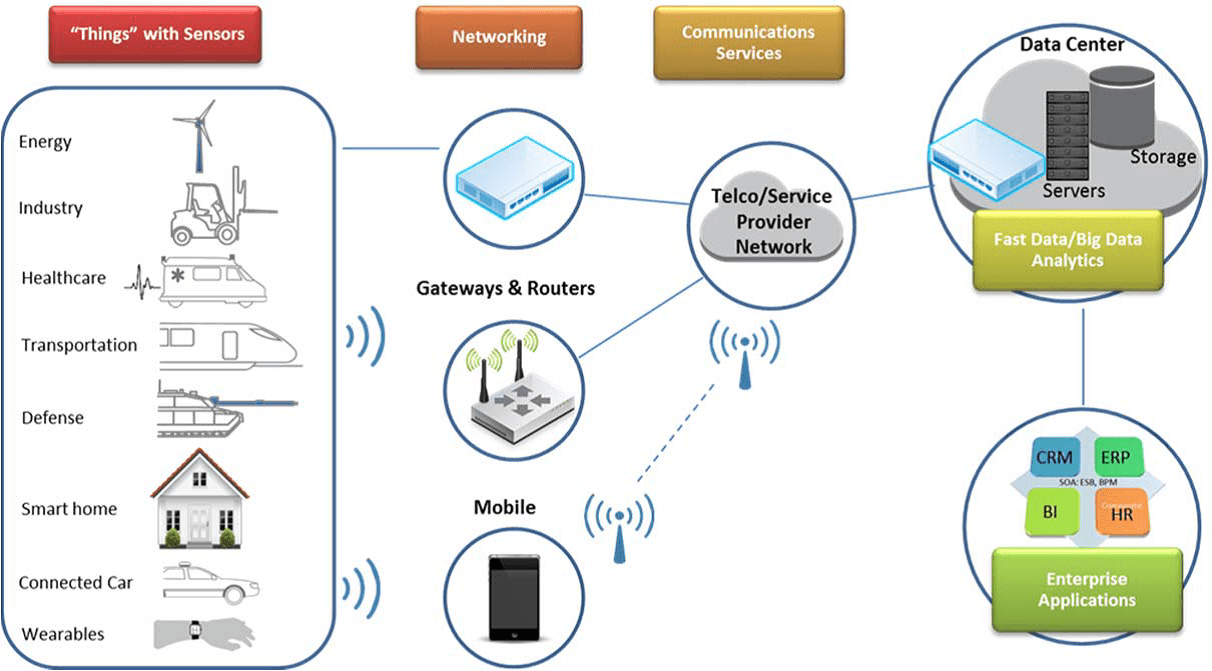 “Things” with Sensors
Networking
Communications
Services
Data Center
Energy
Industry
Healthcare
Transportation
Defense
Smart home
Connected Car
Wearables
Gateways & Routers
Mobile
Telco/Service
Provider
Network
Storage
Servers
Fast Data/Big Data
Analytics
CRM
ERP
SOA: ESB, BPM
BI
HR
Enterprise
Applications